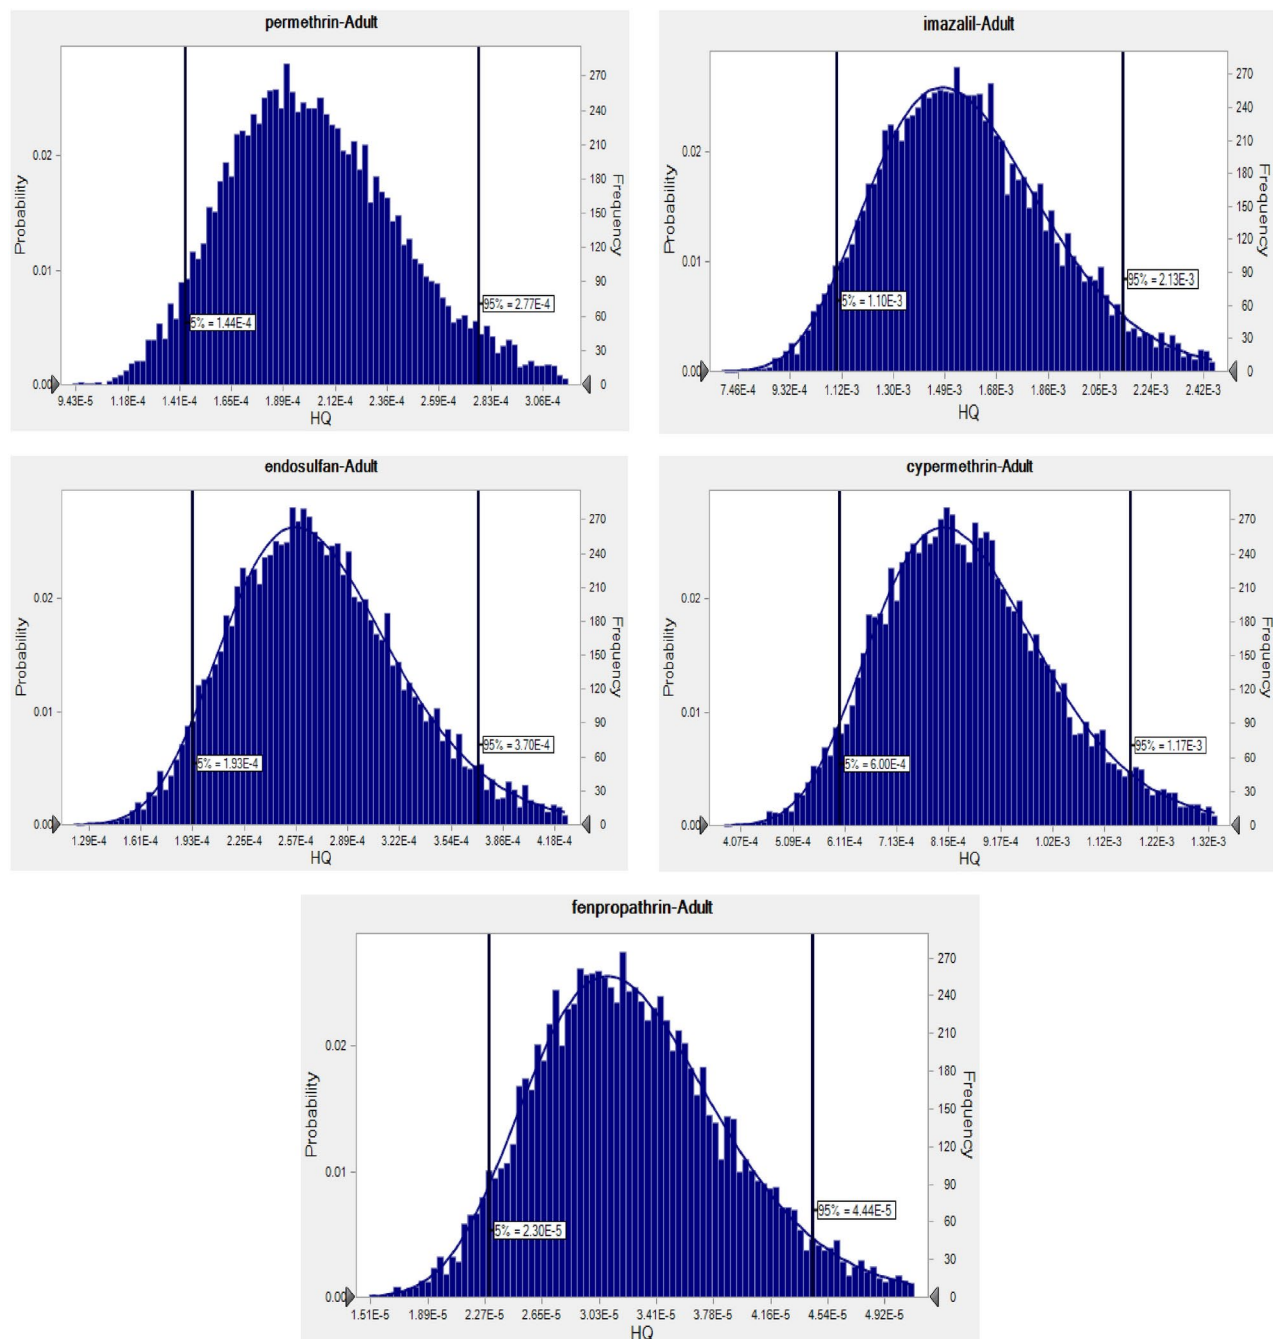 permethrin-Adult
Probability
Frequency
0.02
0.01
0.00
270
240
210
180
150
120
90
60
30
0
5% = 1.44E-4
95% = 2.77E-4
9.43E-5 1.18E-4 1.41E-4 1.65E-4 1.89E-4 2.12E-4 2.36E-4 2.59E-4 2.83E-4 3.06E-4
HQ
imazalil-Adult
Probability
Frequency
0.02
0.01
0.00
270
240
210
180
150
120
90
60
30
0
5% = 1.10E-3
95% = 2.13E-3
7.46E-4 9.32E-4 1.12E-3 1.30E-3 1.49E-3 1.68E-3 1.86E-3 2.05E-3 2.24E-3 2.42E-3
HQ
endosulfan-Adult
Probability
Frequency
0.02
0.01
0.00
270
240
210
180
150
120
90
60
30
0
5% = 1.93E-4
95% = 3.70E-4
1.29E-4 1.61E-4 1.93E-4 2.25E-4 2.57E-4 2.89E-4 3.22E-4 3.54E-4 3.86E-4 4.18E-4
HQ
cypermethrin-Adult
Probability
Frequency
0.02
0.01
0.00
270
240
210
180
150
120
90
60
30
0
5% = 6.00E-4
95% = 1.17E-3
4.07E-4 5.09E-4 6.11E-4 7.13E-4 8.15E-4 9.17E-4 1.02E-3 1.12E-3 1.22E-3 1.32E-3
HQ
fenpropathrin-Adult
Probability
Frequency
0.02
0.01
0.00
270
240
210
180
150
120
90
60
30
0
5% = 2.30E-5
95% = 4.44E-5
1.51E-5 1.89E-5 2.27E-5 2.65E-5 3.03E-5 3.41E-5 3.78E-5 4.16E-5 4.54E-5 4.92E-5
HQ